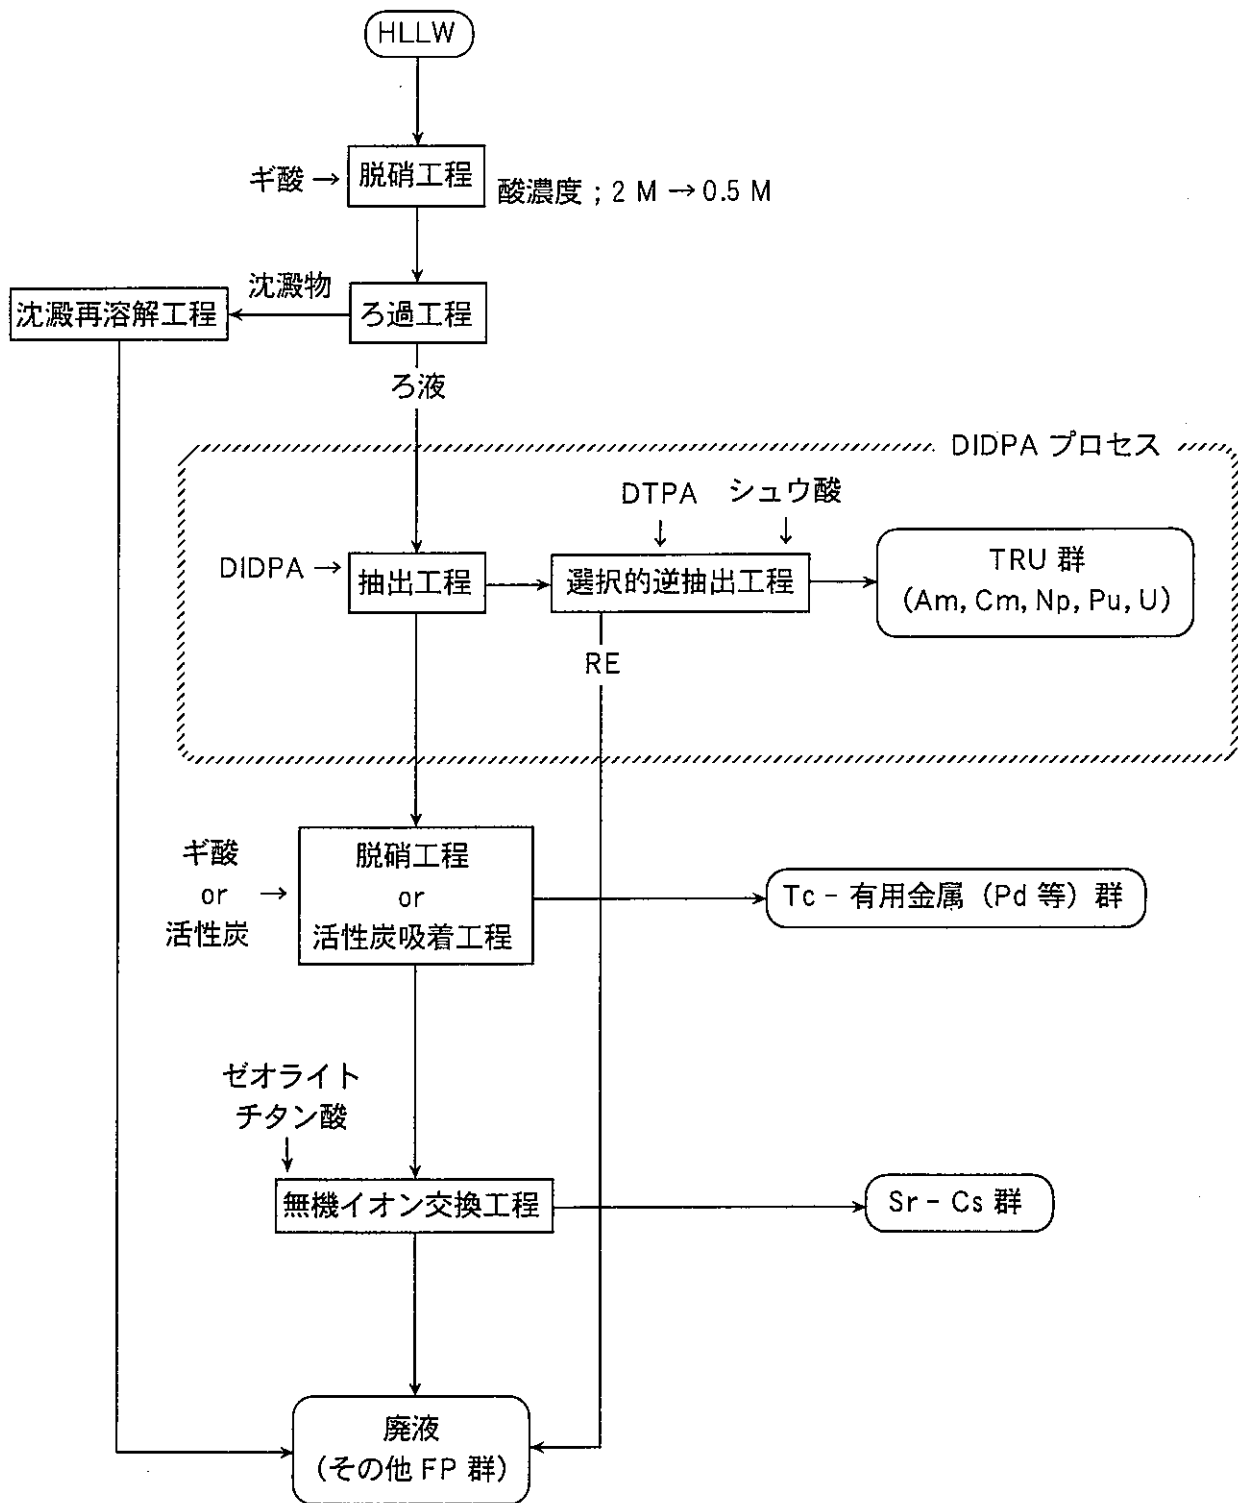 HLLW
ギ酸 → 脱硝工程
酸濃度 ; 2 M → 0.5 M
沈澱物
沈澱再溶解工程
ろ過工程
ろ液
DIDPA プロセス
DTPA シュウ酸
DIDPA → 抽出工程
選択的逆抽出工程
TRU 群
(Am, Cm, Np, Pu, U)
RE
ギ酸
or →
活性炭
脱硝工程
or
活性炭吸着工程
Tc - 有用金属 (Pd 等) 群
ゼオライト
チタン酸
無機イオン交換工程
Sr - Cs 群
廃液
(その他 FP 群)